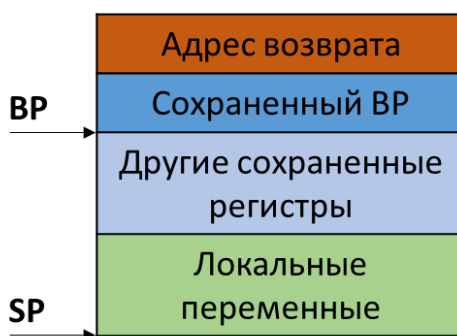 Адрес возврата
BP
Сохраненный BP
Другие сохраненные
регистры
Локальные
переменные
SP